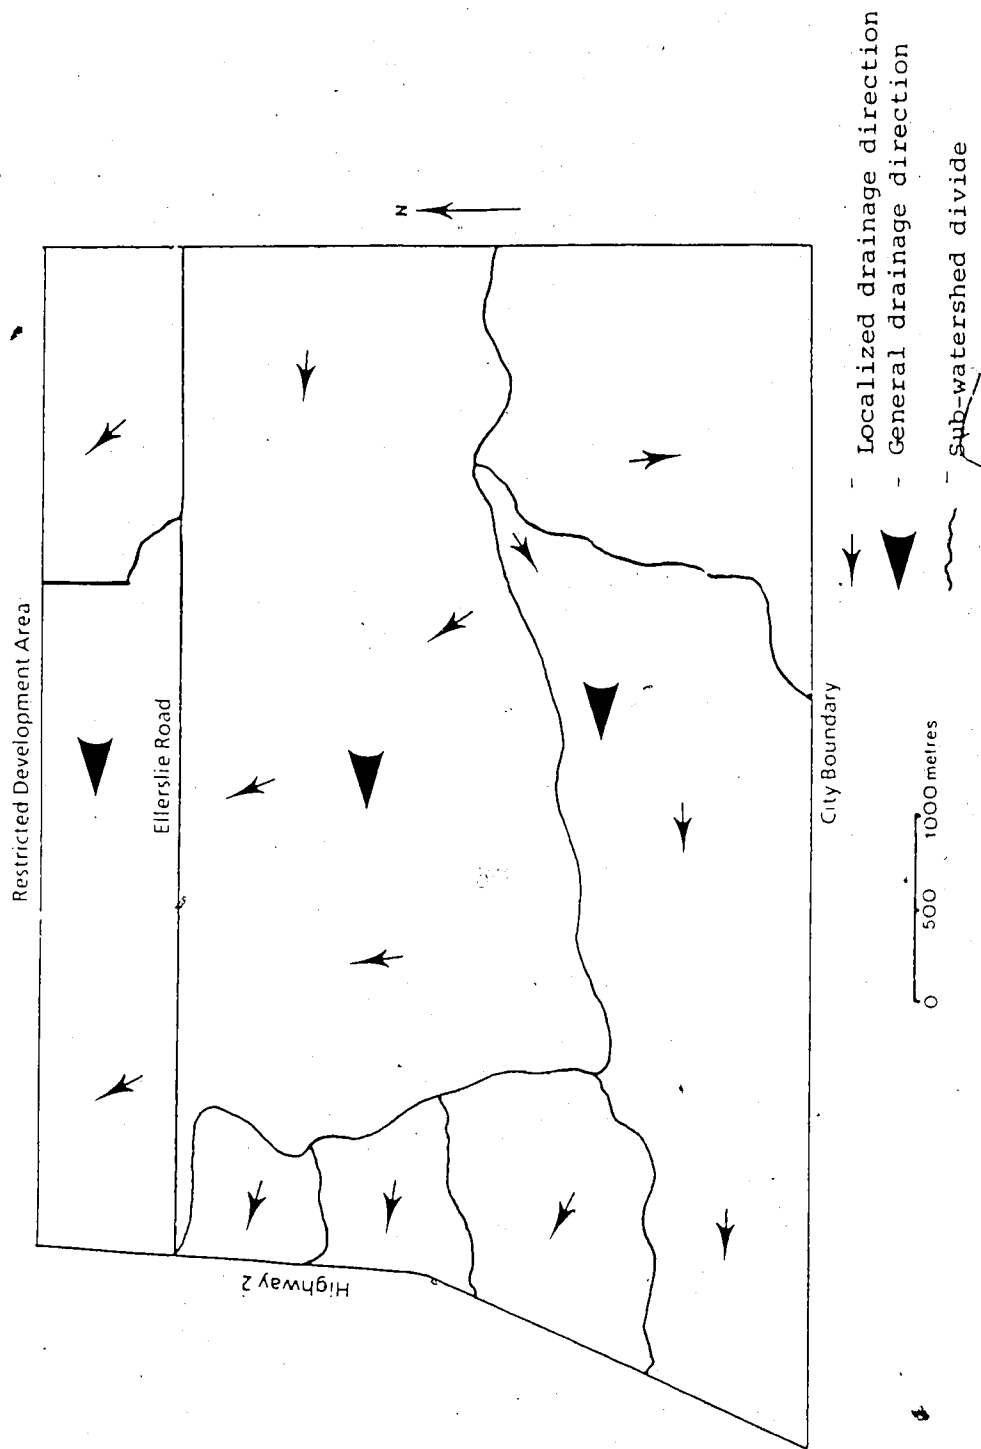 Restricted Development Area
Ellerslie Road
Highway 2
N
City Boundary
0 500 1000 metres
- Localized drainage direction
- General drainage direction
- Sub-watershed divide